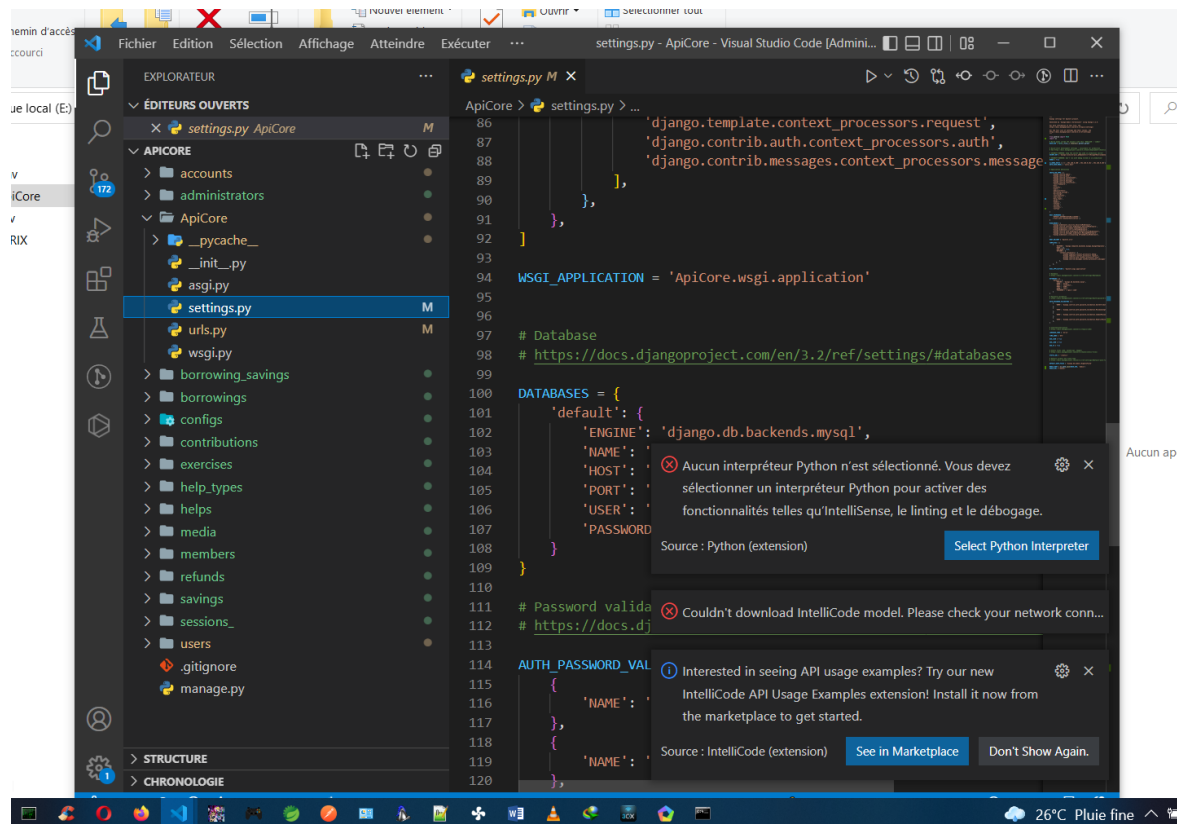 Nouvel élément
Ouvrir
Sélectionner tout
hemin d'accès
ccourci
ue local (E:)
iCore
RIX
Fichier Edition Sélection Affichage Atteindre Exécuter ···
settings.py - ApiCore - Visual Studio Code [Admini...
EXPLORATEUR
ÉDITEURS OUVERTS
settings.py ApiCore M
APICORE
accounts
administrators
ApiCore
__pycache__
__init__.py
asgi.py
settings.py M
urls.py M
wsgi.py
borrowing_savings
borrowings
configs
contributions
exercises
help_types
helps
media
members
refunds
savings
sessions_
users
.gitignore
manage.py
STRUCTURE
CHRONOLOGIE
172
1
settings.py M
ApiCore > settings.py > ...
86 'django.template.context_processors.request',
87 'django.contrib.auth.context_processors.auth',
88 'django.contrib.messages.context_processors.message
89 ],
90 },
91 },
92 ]
93
94 WSGI_APPLICATION = 'ApiCore.wsgi.application'
95
96
97 # Database
98 # https://docs.djangoproject.com/en/3.2/ref/settings/#databases
99
100 DATABASES = {
101 'default': {
102 'ENGINE': 'django.db.backends.mysql',
103 'NAME': '
104 'HOST': '
105 'PORT': '
106 'USER': '
107 'PASSWORD
108 }
109 }
110
111 # Password valida
112 # https://docs.dj
113
114 AUTH_PASSWORD_VAL
115 {
116 'NAME': '
117 },
118 {
119 'NAME': '
120 },
Aucun interpréteur Python n'est sélectionné. Vous devez
sélectionner un interpréteur Python pour activer des
fonctionnalités telles qu'IntelliSense, le linting et le débogage.
Source : Python (extension)
Select Python Interpreter
Couldn't download IntelliCode model. Please check your network conn...
Interested in seeing API usage examples? Try our new
IntelliCode API Usage Examples extension! Install it now from
the marketplace to get started.
Source : IntelliCode (extension)
See in Marketplace
Don't Show Again.
Aucun ap
26°C Pluie fine